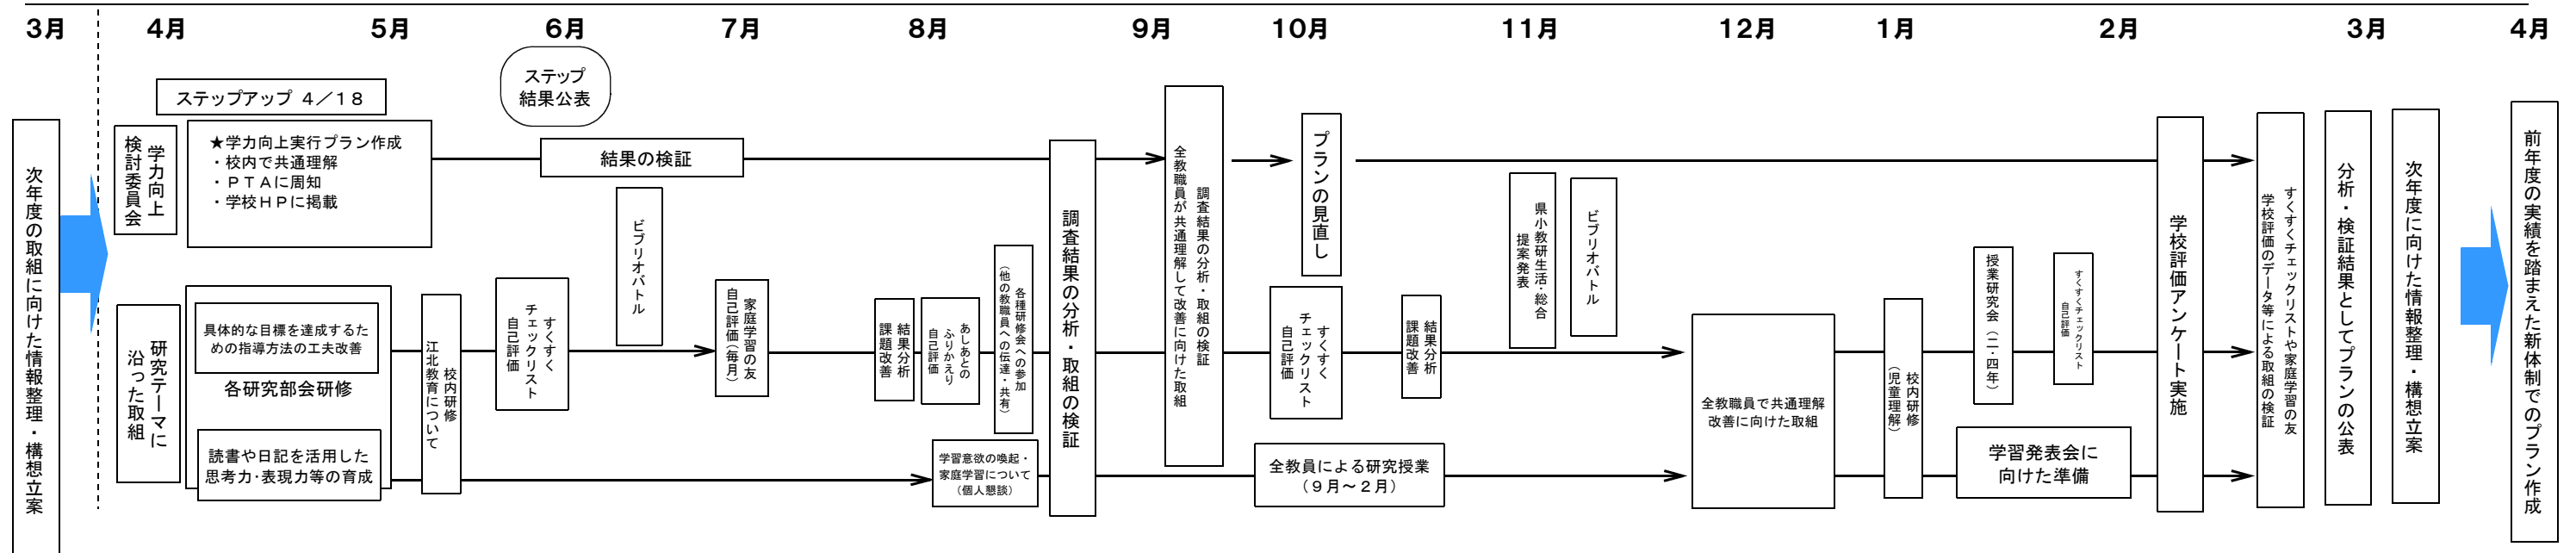 3月
4月
5月
6月
7月
8月
9月
10月
11月
12月
1月
2月
3月
4月
次年度の取組に向けた情報整理・構想立案
ステップアップ ４／１８
学力向上
検討委員会
★学力向上実行プラン作成
・校内で共通理解
・ＰＴＡに周知
・学校ＨＰに掲載
研究テーマに
沿った取組
具体的な目標を達成するた
めの指導方法の工夫改善
各研究部会研修
読書や日記を活用した
思考力･表現力等の育成
校内研修
江北教育について
ステップ
結果公表
結果の検証
すくすく
チェックリスト
自己評価
ビブリオバトル
家庭学習の友
自己評価（毎月）
結果分析
課題改善
あしあとの
ふりかえり
自己評価
各種研修会への参加
（他の教職員への伝達・共有）
学習意欲の喚起・
家庭学習について
（個人懇談）
調査結果の分析・取組の検証
調査結果の分析・取組の検証
全教職員が共通理解して改善に向けた取組
プランの見直し
すくすく
チェックリスト
自己評価
結果分析
課題改善
全教員による研究授業
（９月～２月）
県小教研生活・総合
提案発表
ビブリオバトル
全教職員で共通理解
改善に向けた取組
校内研修
（児童理解）
授業研究会（二・四年）
すくすくチェックリスト
自己評価
学習発表会に
向けた準備
学校評価アンケート実施
すくすくチェックリストや家庭学習の友
学校評価のデータ等による取組の検証
分析・検証結果としてプランの公表
次年度に向けた情報整理・構想立案
前年度の実績を踏まえた新体制でのプラン作成